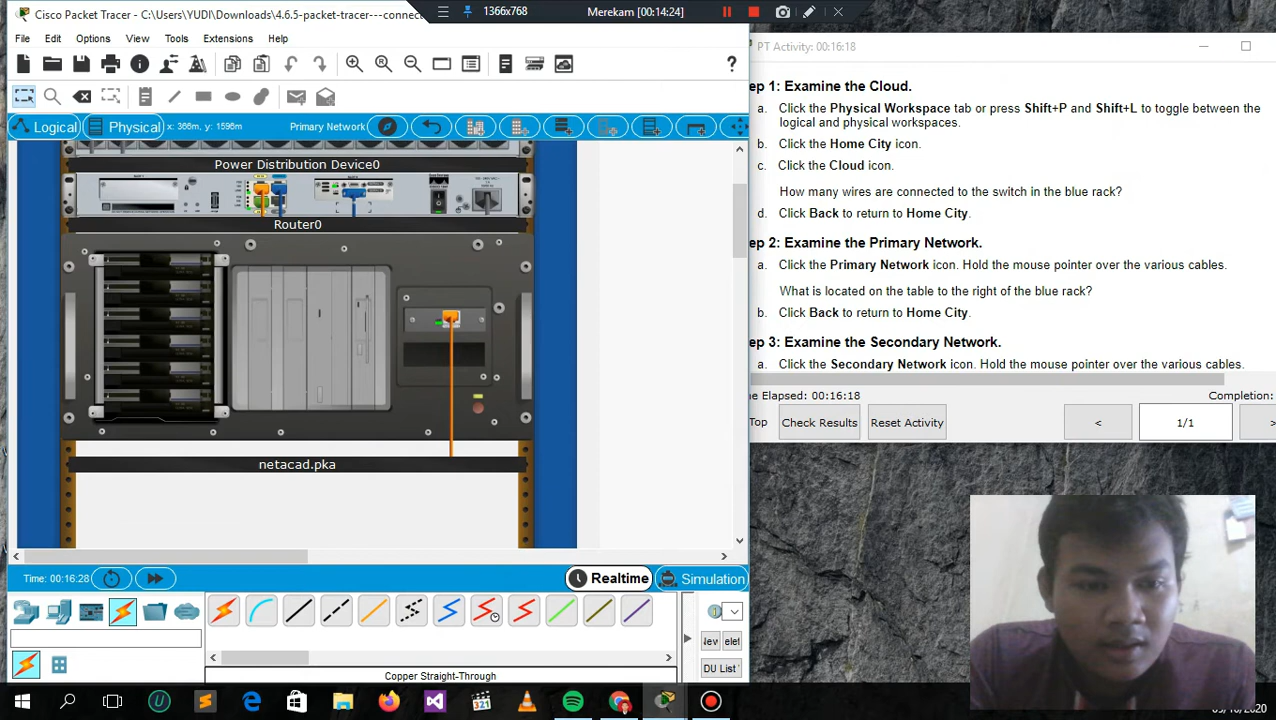 Cisco Packet Tracer - C:\Users\YUDI\Downloads\4.6.5-packet-tracer---connec
1366x768
Merekam [00:14:24]
File Edit Options View Tools Extensions Help
?
Logical Physical x: 366m, y: 1596m Primary Network
Power Distribution Device0
Router0
netacad.pka
Time: 00:16:28
Realtime Simulation
Copper Straight-Through
DU List
PT Activity: 00:16:18
ep 1: Examine the Cloud.
a. Click the Physical Workspace tab or press Shift+P and Shift+L to toggle between the
logical and physical workspaces.
b. Click the Home City icon.
c. Click the Cloud icon.
How many wires are connected to the switch in the blue rack?
d. Click Back to return to Home City.
ep 2: Examine the Primary Network.
a. Click the Primary Network icon. Hold the mouse pointer over the various cables.
What is located on the table to the right of the blue rack?
b. Click Back to return to Home City.
ep 3: Examine the Secondary Network.
a. Click the Secondary Network icon. Hold the mouse pointer over the various cables.
e Elapsed: 00:16:18 Completion:
Top Check Results Reset Activity < 1/1 >
321